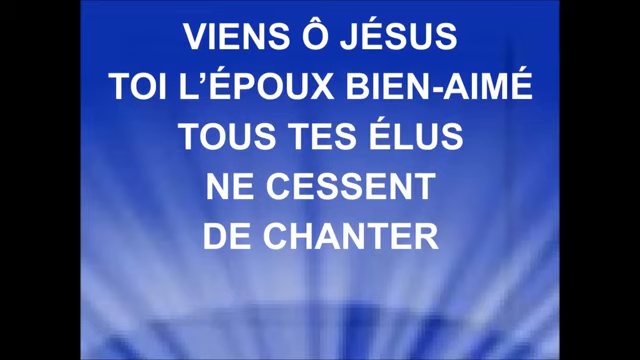 VIENS Ô JÉSUS
TOI L’ÉPOUX BIEN-AIMÉ
TOUS TES ÉLUS
NE CESSENT
DE CHANTER